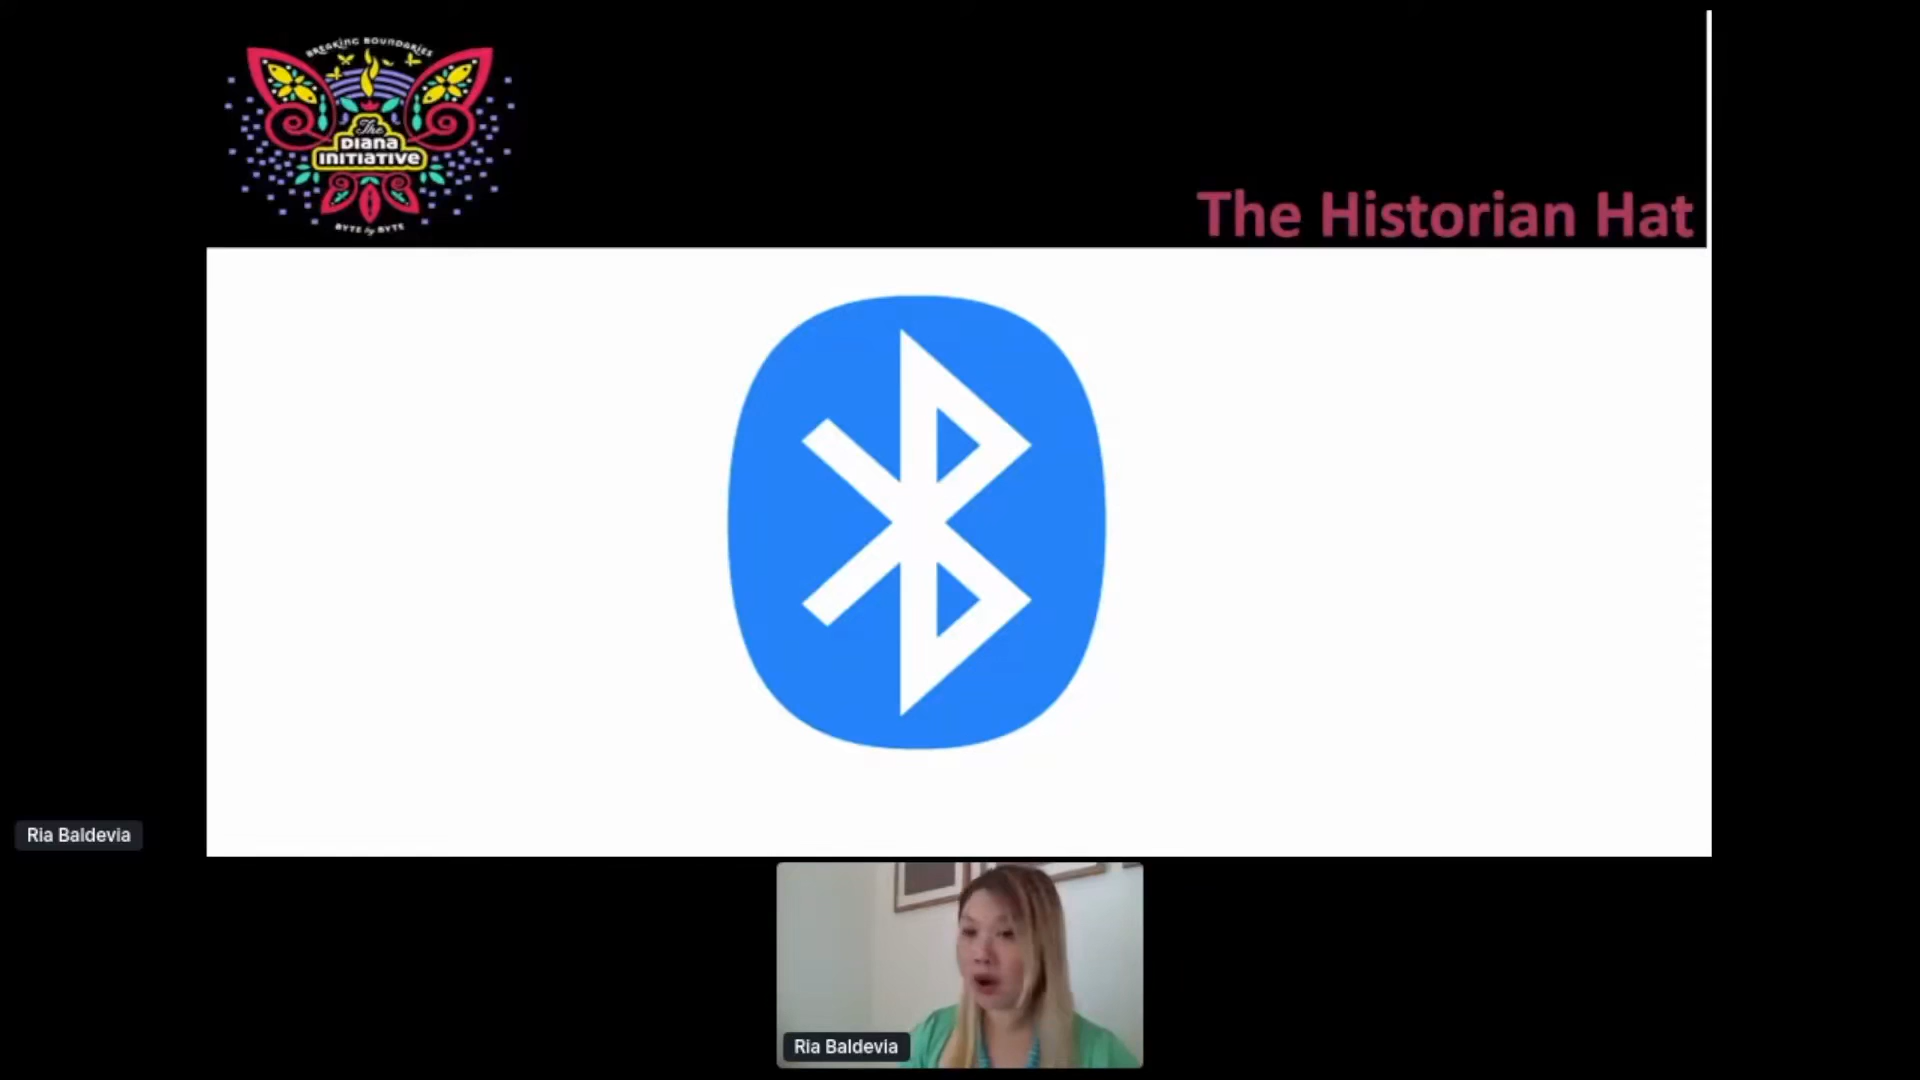 BREAKING BOUNDARIES
The
DIANA
INITIATIVE
BYTE by BYTE
The Historian Hat
Ria Baldevia
Ria Baldevia